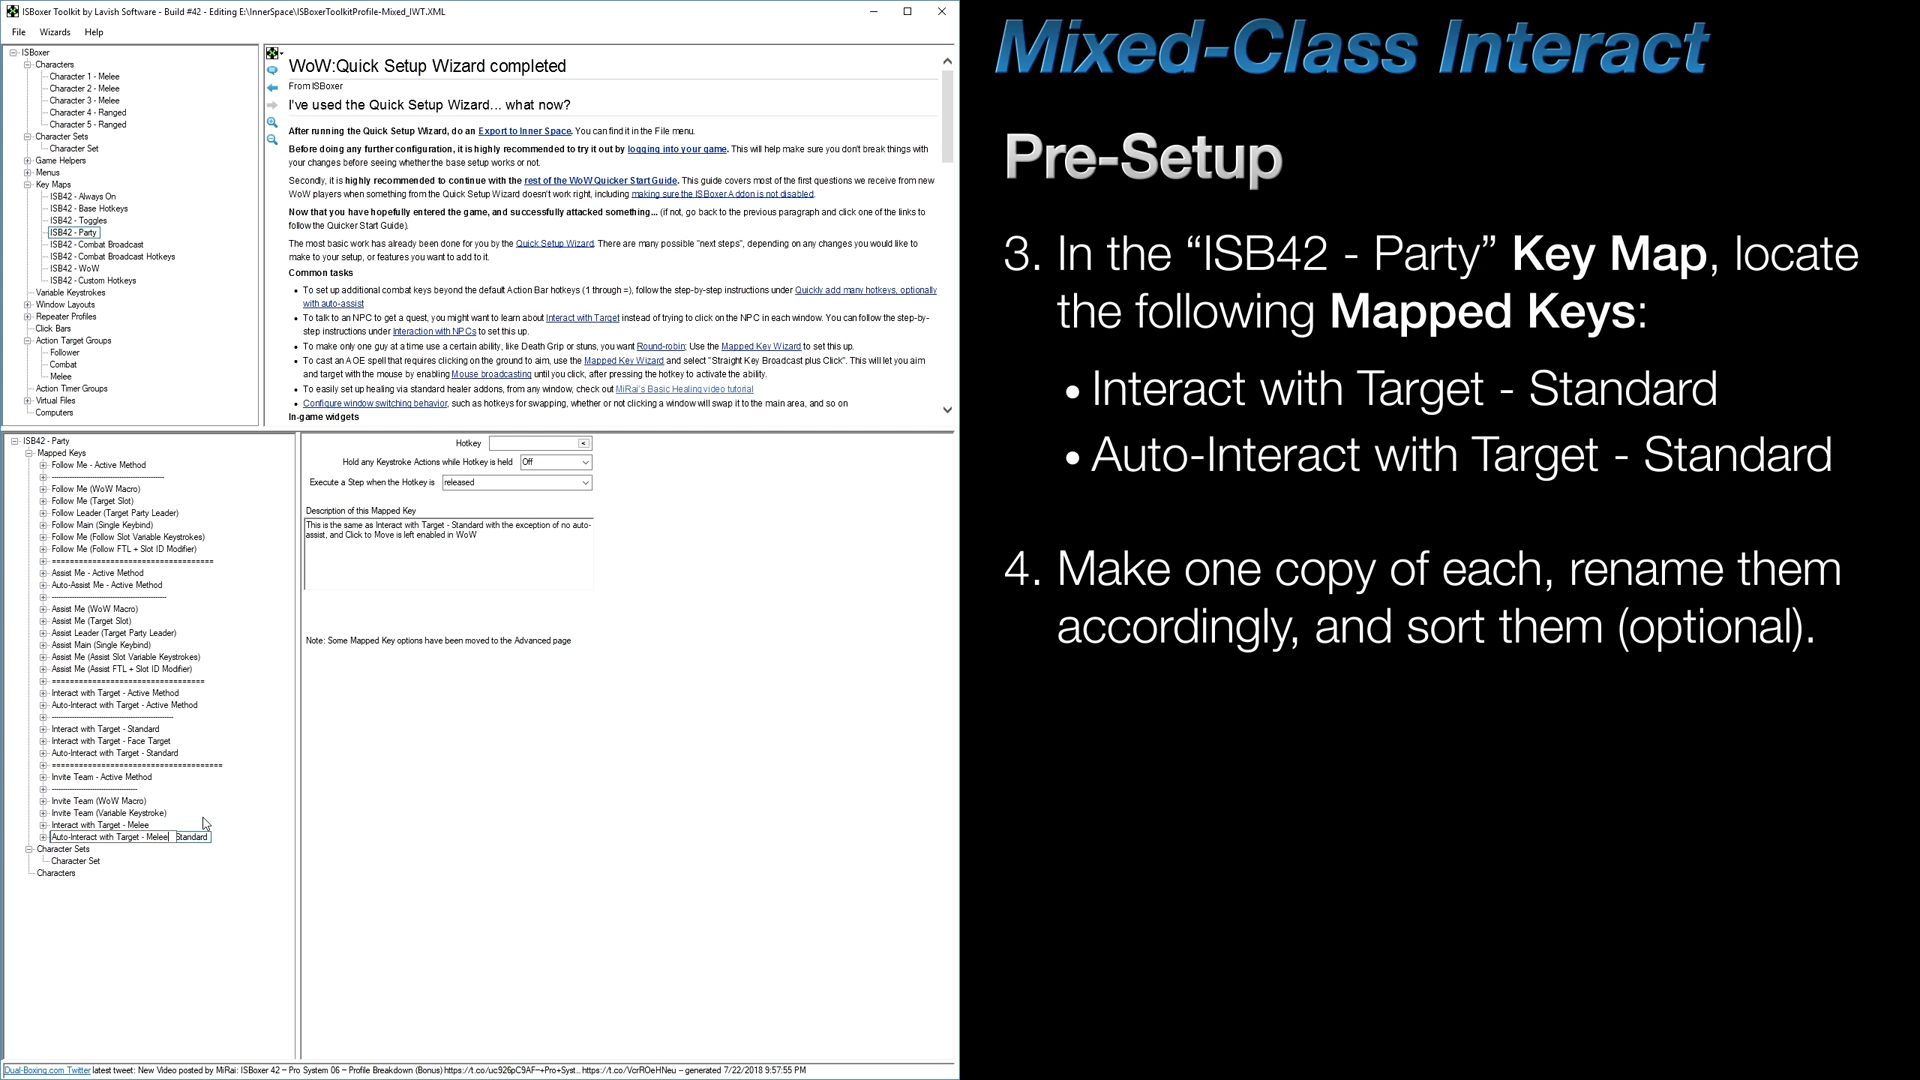 ISBoxer Toolkit by Lavish Software - Build #42 - Editing E:\InnerSpace\ISBoxerToolkitProfile-Mixed_IWT.XML
File Wizards Help
ISBoxer
Characters
Character 1 - Melee
Character 2 - Melee
Character 3 - Melee
Character 4 - Ranged
Character 5 - Ranged
Character Sets
Character Set
Game Helpers
Menus
Key Maps
ISB42 - Always On
ISB42 - Base Hotkeys
ISB42 - Toggles
ISB42 - Party
ISB42 - Combat Broadcast
ISB42 - Combat Broadcast Hotkeys
ISB42 - WoW
ISB42 - Custom Hotkeys
Variable Keystrokes
Window Layouts
Repeater Profiles
Click Bars
Action Target Groups
Follower
Combat
Melee
Action Timer Groups
Virtual Files
Computers
WoW:Quick Setup Wizard completed
From ISBoxer
I've used the Quick Setup Wizard... what now?
After running the Quick Setup Wizard, do an Export to Inner Space. You can find it in the File menu.
Before doing any further configuration, it is highly recommended to try it out by logging into your game. This will help make sure you don't break things with
your changes before seeing whether the base setup works or not.
Secondly, it is highly recommended to continue with the rest of the WoW Quicker Start Guide. This guide covers most of the first questions we receive from new
WoW players when something from the Quick Setup Wizard doesn't work right, including making sure the ISBoxer Addon is not disabled.
Now that you have hopefully entered the game, and successfully attacked something... (if not, go back to the previous paragraph and click one of the links to
follow the Quicker Start Guide).
The most basic work has already been done for you by the Quick Setup Wizard. There are many possible "next steps", depending on any changes you would like to
make to your setup, or features you want to add to it.
Common tasks
• To set up additional combat keys beyond the default Action Bar hotkeys (1 through =), follow the step-by-step instructions under Quickly add many hotkeys, optionally
with auto-assist
• To talk to an NPC to get a quest, you might want to learn about Interact with Target instead of trying to click on the NPC in each window. You can follow the step-by-
step instructions under Interaction with NPCs to set this up.
• To make only one guy at a time use a certain ability, like Death Grip or stuns, you want Round-robin; Use the Mapped Key Wizard to set this up.
• To cast an AOE spell that requires clicking on the ground to aim, use the Mapped Key Wizard and select "Straight Key Broadcast plus Click". This will let you aim
and target with the mouse by enabling Mouse broadcasting until you click, after pressing the hotkey to activate the ability.
• To easily set up healing via standard healer addons, from any window, check out MiRai's Basic Healing video tutorial
• Configure window switching behavior, such as hotkeys for swapping, whether or not clicking a window will swap it to the main area, and so on
In-game widgets
ISB42 - Party
Mapped Keys
Follow Me - Active Method
------------------------------------------
Follow Me (WoW Macro)
Follow Me (Target Slot)
Follow Leader (Target Party Leader)
Follow Main (Single Keybind)
Follow Me (Follow Slot Variable Keystrokes)
Follow Me (Follow FTL + Slot ID Modifier)
====================================
Assist Me - Active Method
Auto-Assist Me - Active Method
-------------------------------------------
Assist Me (WoW Macro)
Assist Me (Target Slot)
Assist Leader (Target Party Leader)
Assist Main (Single Keybind)
Assist Me (Assist Slot Variable Keystrokes)
Assist Me (Assist FTL + Slot ID Modifier)
==================================
Interact with Target - Active Method
Auto-Interact with Target - Active Method
---------------------------------------------
Interact with Target - Standard
Interact with Target - Face Target
Auto-Interact with Target - Standard
======================================
Invite Team - Active Method
--------------------------------
Invite Team (WoW Macro)
Invite Team (Variable Keystroke)
Interact with Target - Melee
Auto-Interact with Target - Melee Standard
Character Sets
Character Set
Characters
Hotkey <
Hold any Keystroke Actions while Hotkey is held Off
Execute a Step when the Hotkey is released
Description of this Mapped Key
This is the same as Interact with Target - Standard with the exception of no auto-
assist, and Click to Move is left enabled in WoW
Note: Some Mapped Key options have been moved to the Advanced page
Dual-Boxing.com Twitter latest tweet: New Video posted by MiRai: ISBoxer 42 – Pro System 06 – Profile Breakdown (Bonus) https://t.co/uc926pC9AF~+Pro+Syst... https://t.co/VcrROeHNeu -- generated 7/22/2018 9:57:55 PM
Mixed-Class Interact
Pre-Setup
3. In the “ISB42 - Party” Key Map, locate
the following Mapped Keys:
• Interact with Target - Standard
• Auto-Interact with Target - Standard
4. Make one copy of each, rename them
accordingly, and sort them (optional).